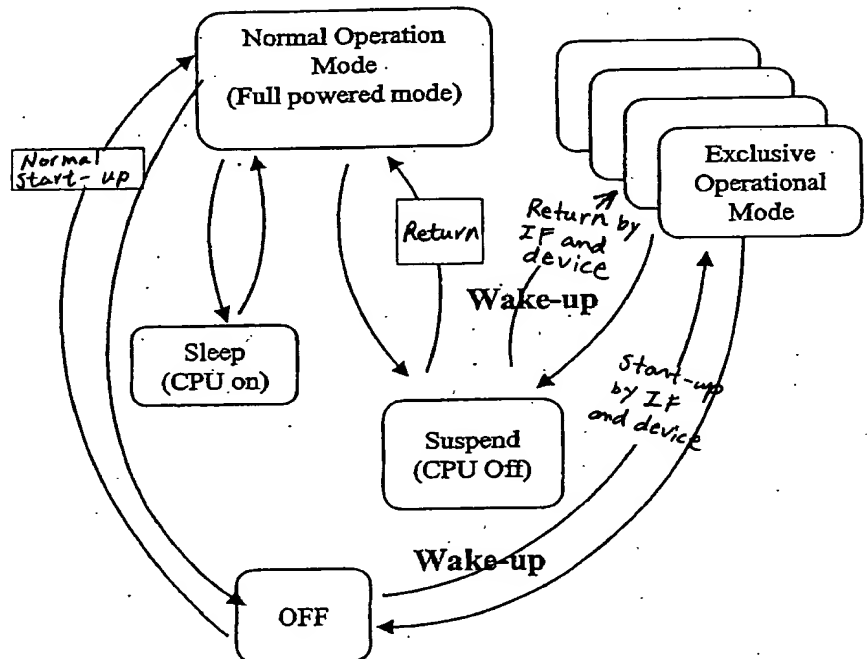 Normal Operation
Mode
(Full powered mode)
Exclusive
Operational
Mode
Normal
Start-up
Return
Return by
IF and
device
Wake-up
Sleep
(CPU on)
Start-up
by IF
and device
Suspend
(CPU Off)
Wake-up
OFF